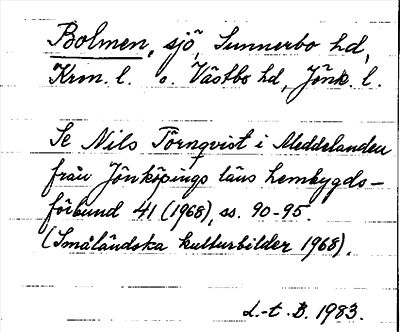 Bolmen, sjö, Sunnerbo hd,
Kron. l. o. Västbo hd, Jönk. l.
Se Nils Törnqvist i Meddelanden
från Jönköpings läns hembygds-
förbund 41 (1968), ss. 90-95.
(Småländska kulturbilder 1968).
L-t. B. 1983.